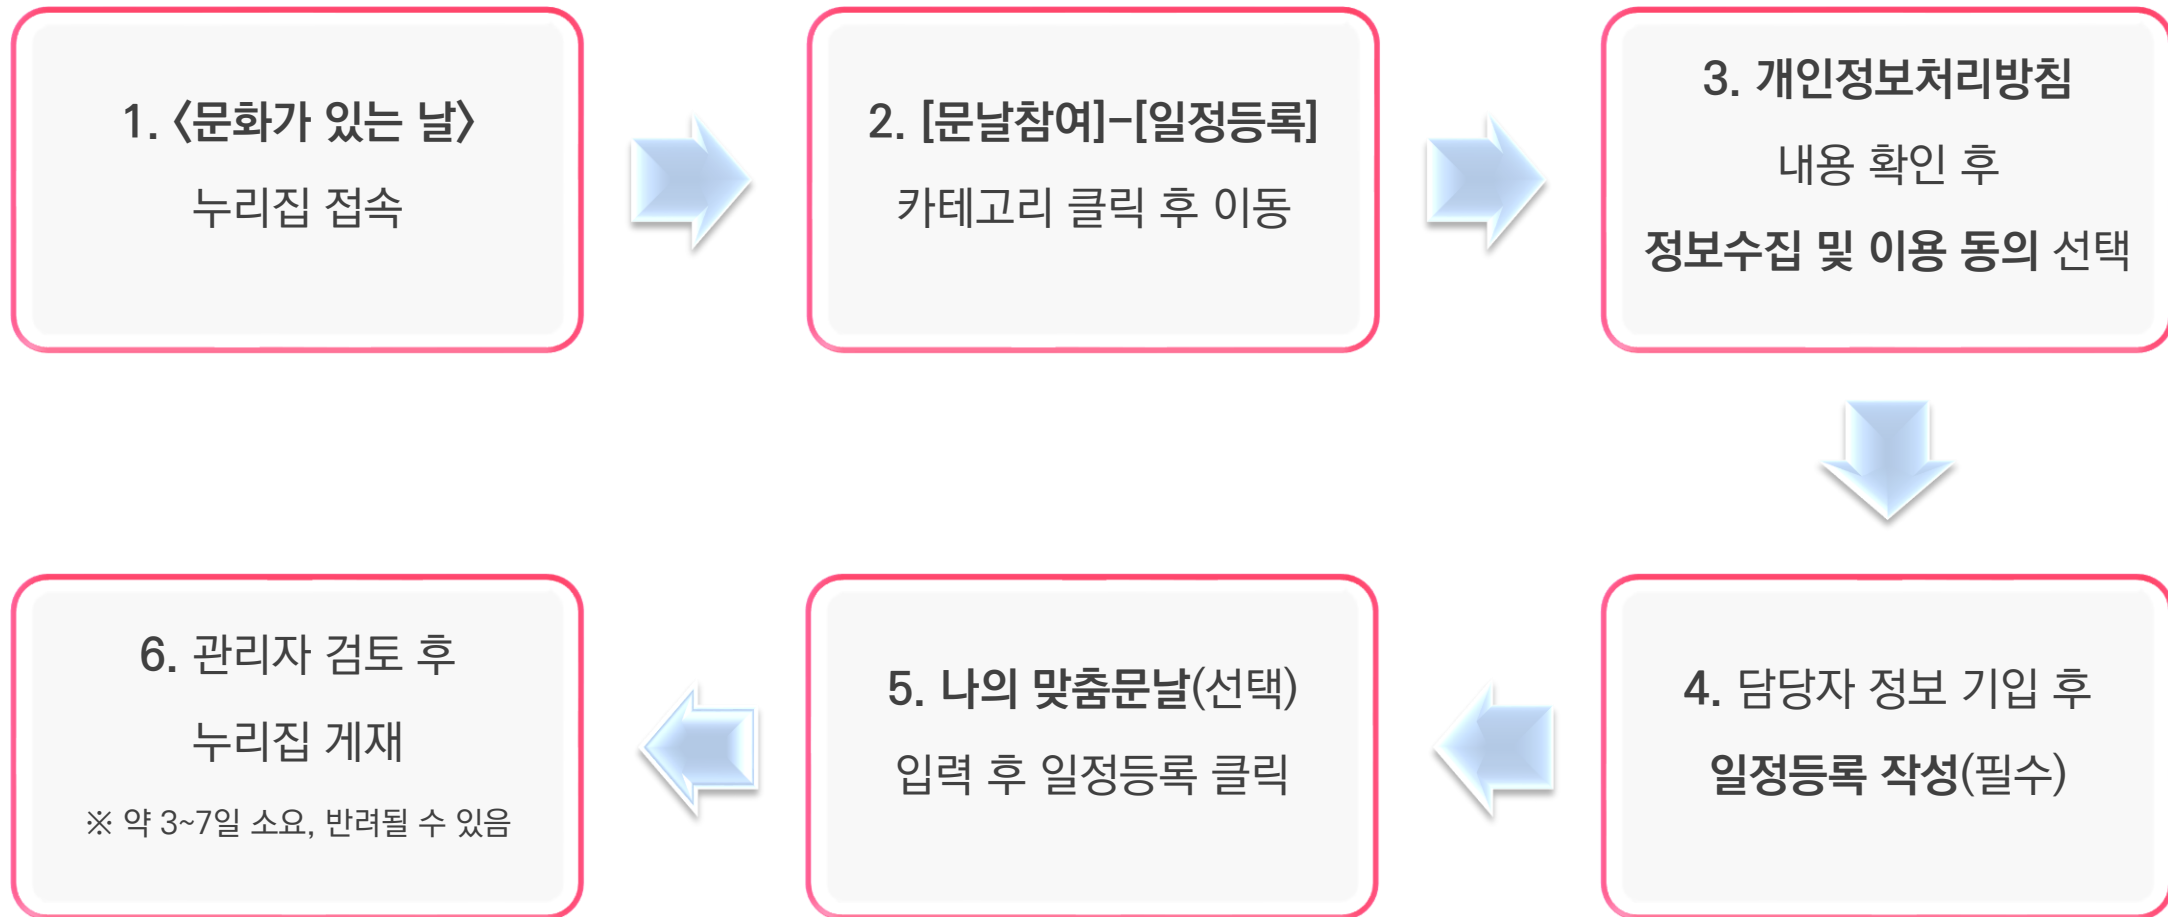 1. 〈문화가 있는 날〉
누리집 접속
2. [문날참여]-[일정등록]
카테고리 클릭 후 이동
3. 개인정보처리방침
내용 확인 후
정보수집 및 이용 동의 선택
4. 담당자 정보 기입 후
일정등록 작성(필수)
5. 나의 맞춤문날(선택)
입력 후 일정등록 클릭
6. 관리자 검토 후
누리집 게재
※ 약 3~7일 소요, 반려될 수 있음